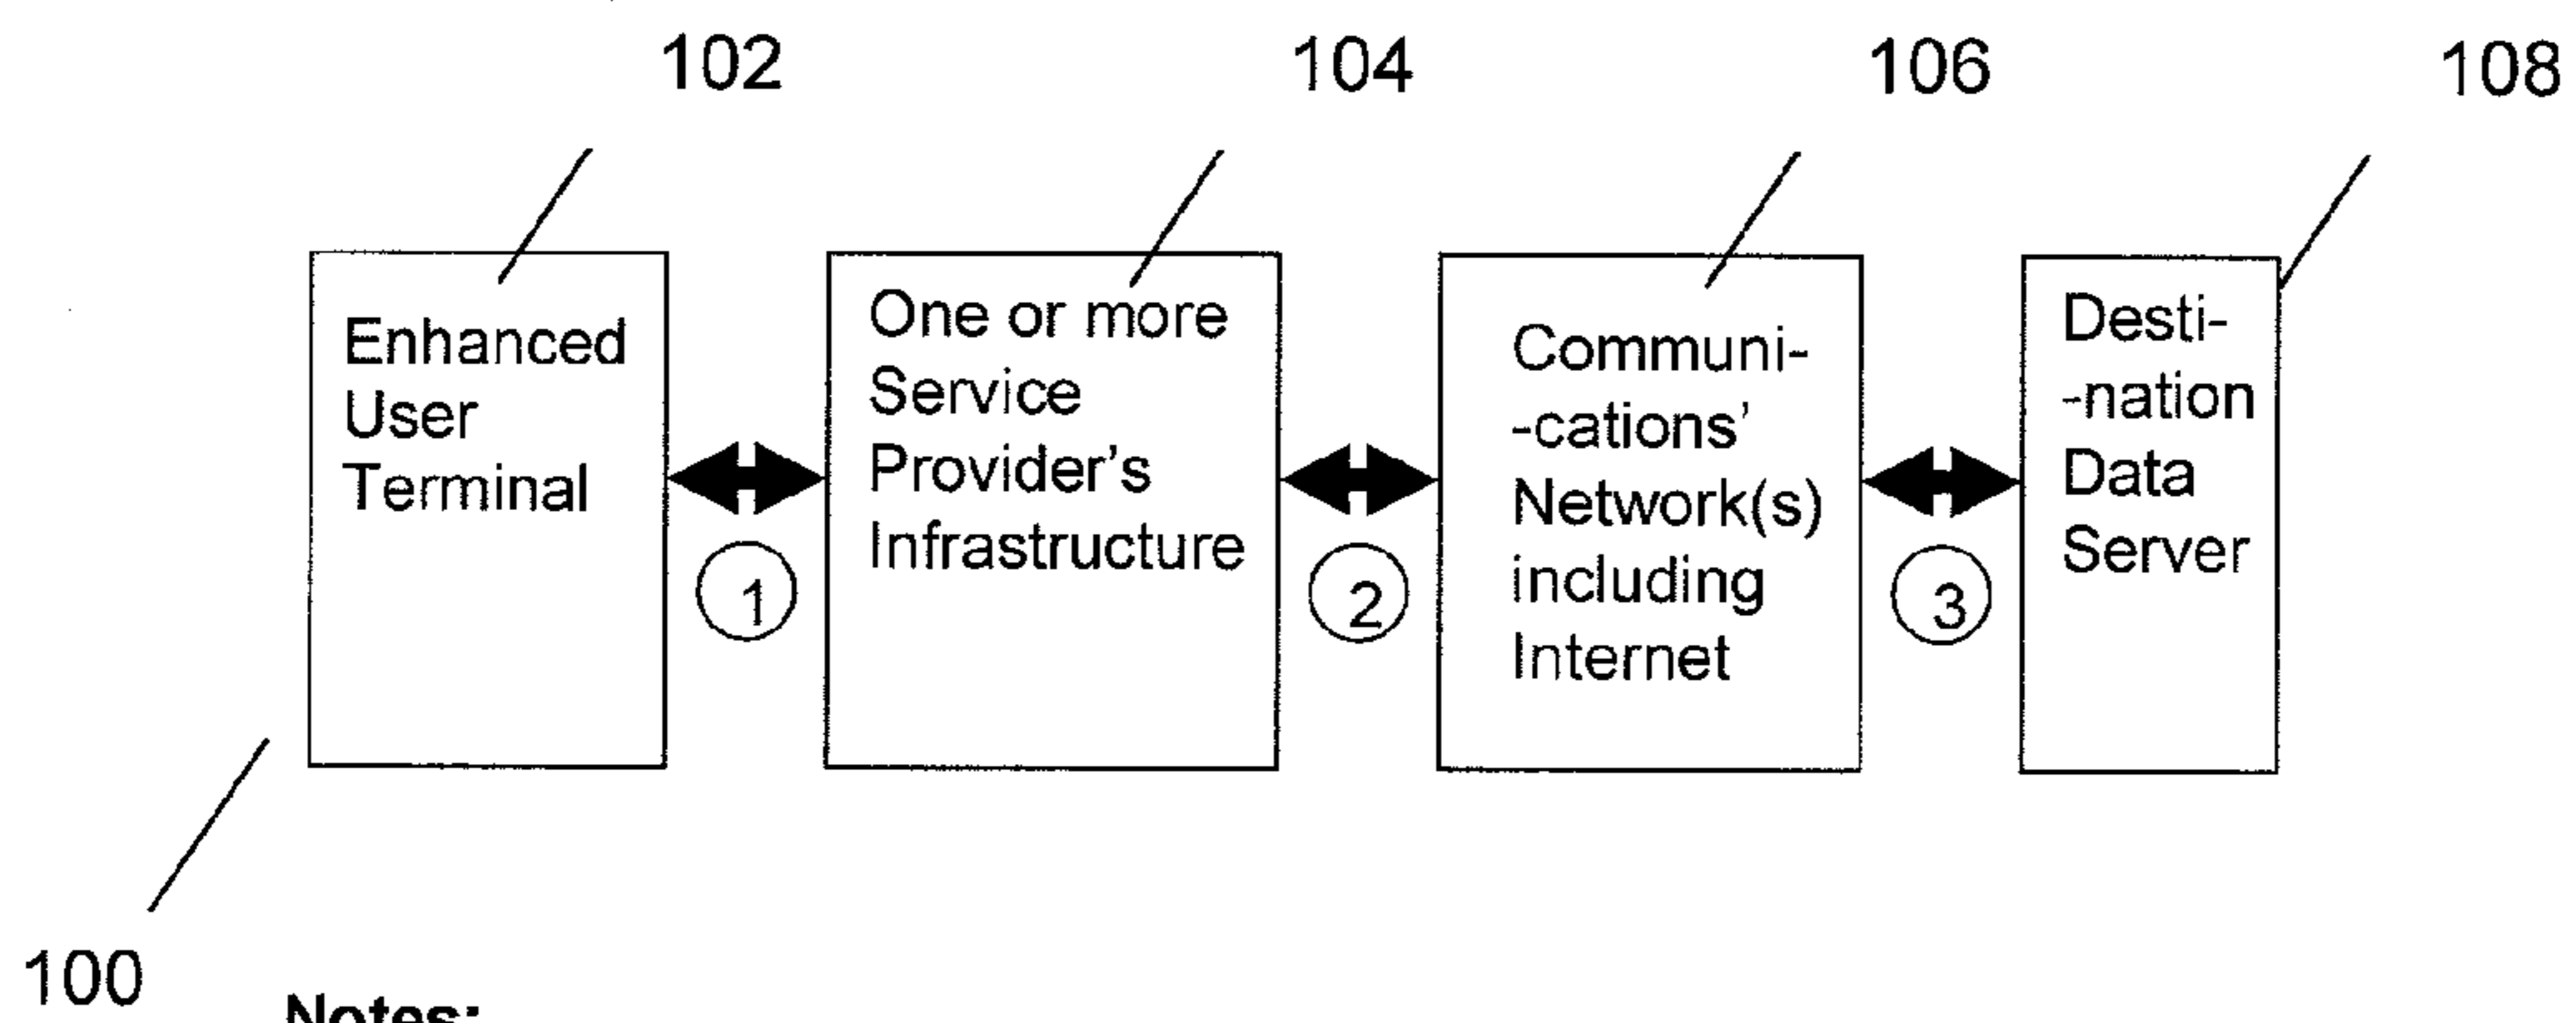 102
104
106
108
Enhanced
User
Terminal
One or more
Service
Provider's
Infrastructure
Communi-
-cations'
Network(s)
including
Internet
Desti-
-nation
Data
Server
1
2
3
100
Notes: